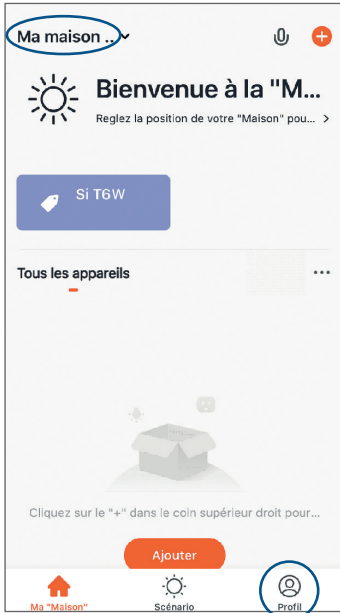 Ma maison ..
Bienvenue à la "M...
Reglez la position de votre "Maison" pou... >
Si T6W
Tous les appareils
...
Cliquez sur le "+" dans le coin supérieur droit pour...
Ajouter
Ma "Maison"
Scénario
Profil